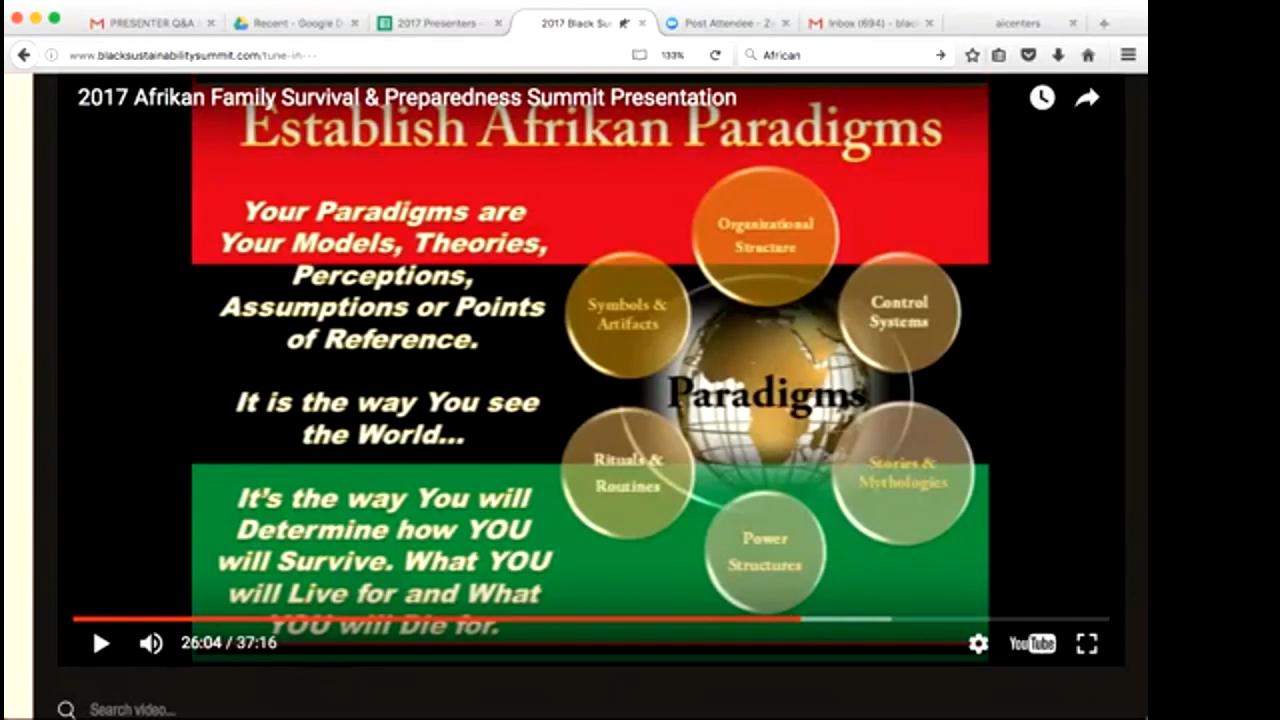 PRESENTER Q&A
Recent - Google D
2017 Presenters -
2017 Black Su
Post Attendee - Z
Inbox (694) - blac
aicenters
www.blacksustainabilitysummit.com/tune-in-
133%
African
2017 Afrikan Family Survival & Preparedness Summit Presentation
Establish Afrikan Paradigms
Your Paradigms are
Your Models, Theories,
Perceptions,
Assumptions or Points
of Reference.
It is the way You see
the World...
It's the way You will
Determine how YOU
will Survive. What YOU
will Live for and What
YOU will Die for.
Organizational
Structure
Symbols &
Artifacts
Control
Systems
Paradigms
Rituals &
Routines
Stories &
Mythologies
Power
Structures
26:04 / 37:16
YouTube
Search video...